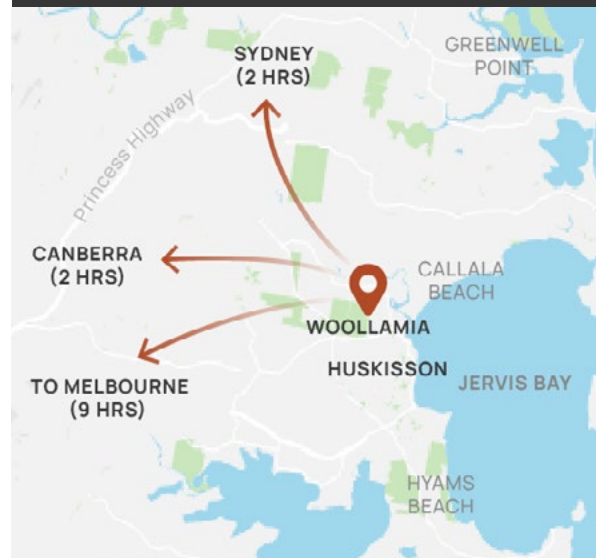 SYDNEY
(2 HRS)
GREENWELL
POINT
Princess Highway
CANBERRA
(2 HRS)
CALLALA
BEACH
WOOLLAMIA
HUSKISSON
TO MELBOURNE
(9 HRS)
JERVIS BAY
HYAMS
BEACH